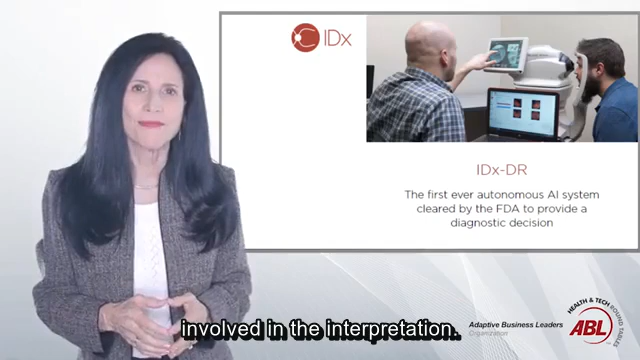 IDx
IDx-DR
The first ever autonomous AI system
cleared by the FDA to provide a
diagnostic decision
involved in the interpretation.
Adaptive Business Leaders
Organization
HEALTH & TECH ROUND TABLES
ABL